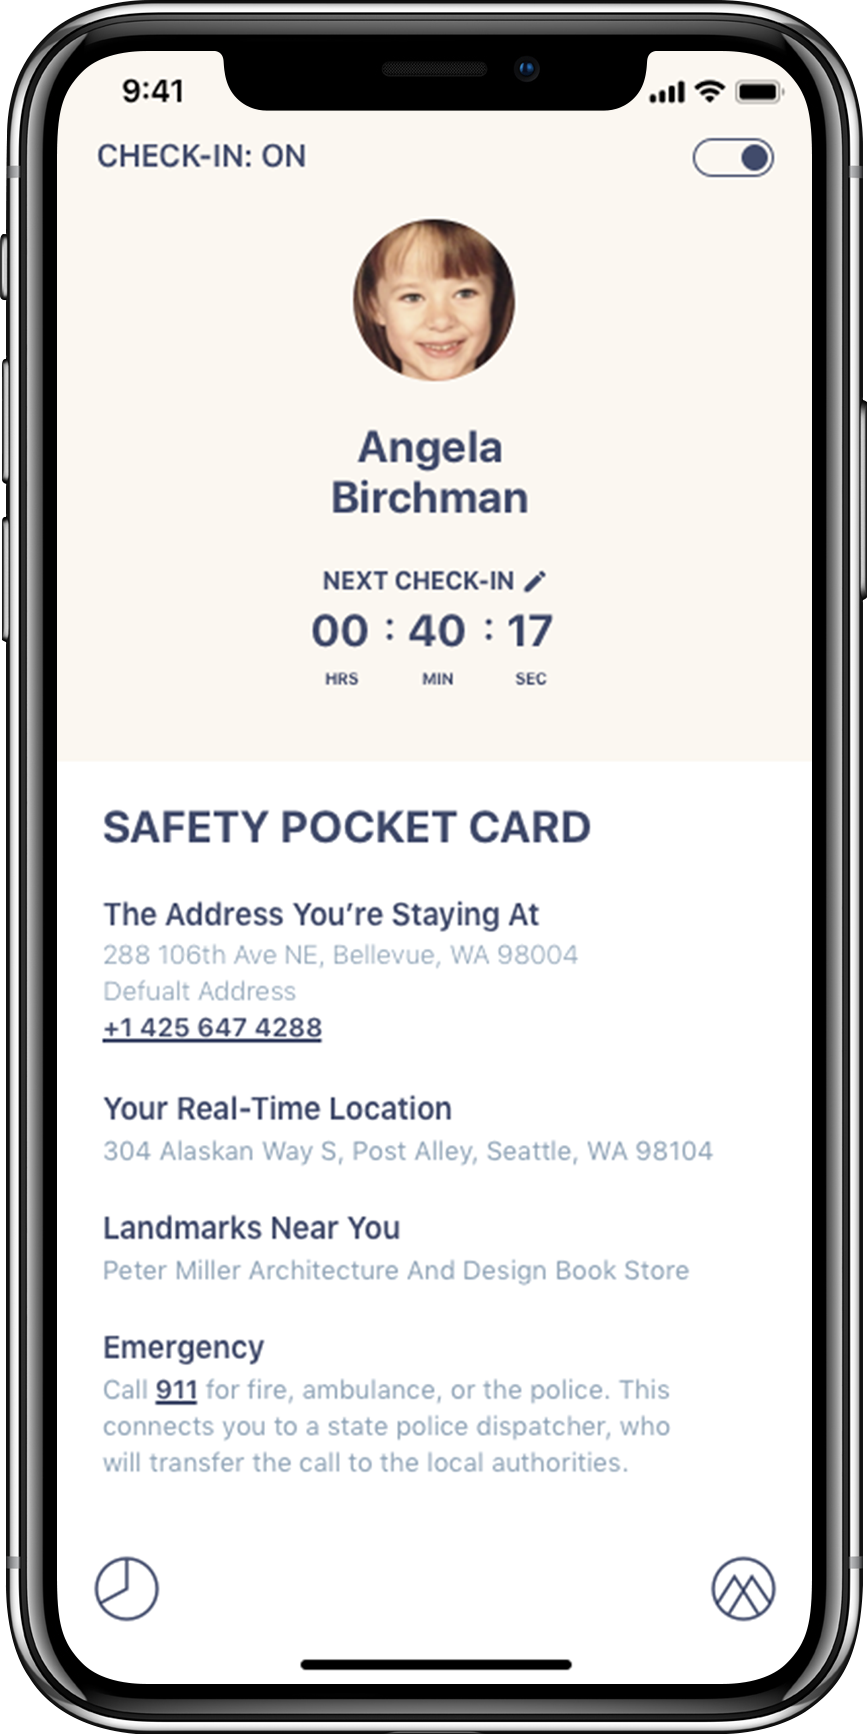 9:41
CHECK-IN: ON
Angela
Birchman
NEXT CHECK-IN
00 : 40 : 17
HRS MIN SEC
SAFETY POCKET CARD
The Address You’re Staying At
288 106th Ave NE, Bellevue, WA 98004
Defualt Address
+1 425 647 4288
Your Real-Time Location
304 Alaskan Way S, Post Alley, Seattle, WA 98104
Landmarks Near You
Peter Miller Architecture And Design Book Store
Emergency
Call 911 for fire, ambulance, or the police. This
connects you to a state police dispatcher, who
will transfer the call to the local authorities.